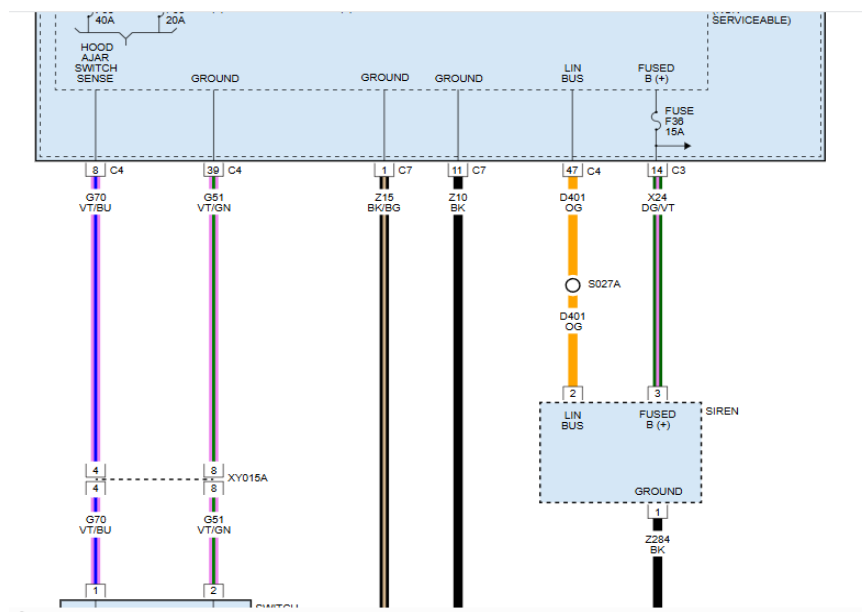 40A
20A
SERVICEABLE)
HOOD
AJAR
SWITCH
SENSE
GROUND
GROUND
GROUND
LIN
BUS
FUSED
B (+)
FUSE
F36
15A
8 C4
39 C4
1 C7
11 C7
47 C4
14 C3
G70
VT/BU
G51
VT/GN
Z15
BK/BG
Z10
BK
D401
OG
X24
DG/VT
S027A
D401
OG
2
3
LIN
BUS
FUSED
B (+)
SIREN
GROUND
1
Z284
BK
4
8
XY015A
4
8
G70
VT/BU
G51
VT/GN
1
2
SWITCH